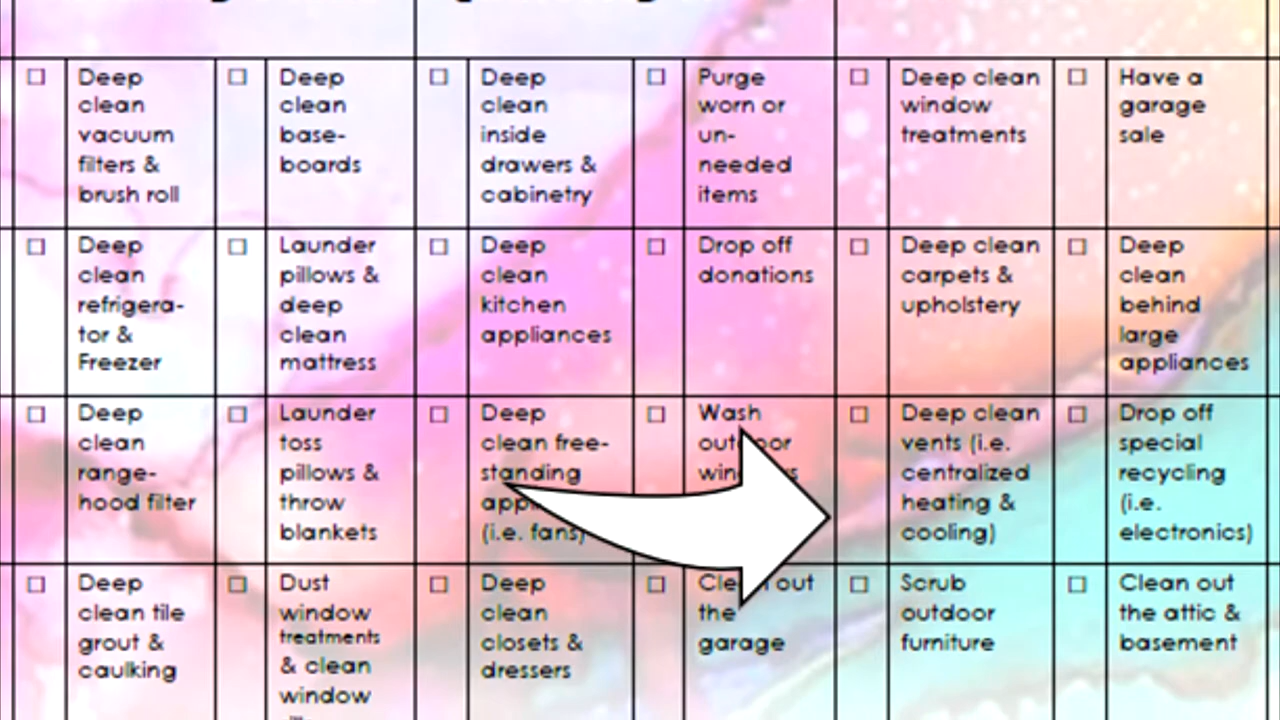 Deep
clean
vacuum
filters &
brush roll
Deep
clean
base-
boards
Deep
clean
inside
drawers &
cabinetry
Purge
worn or
un-
needed
items
Deep clean
window
treatments
Have a
garage
sale
Deep
clean
refrigera-
tor &
Freezer
Launder
pillows &
deep
clean
mattress
Deep
clean
kitchen
appliances
Drop off
donations
Deep clean
carpets &
upholstery
Deep
clean
behind
large
appliances
Deep
clean
range-
hood filter
Launder
toss
pillows &
throw
blankets
Deep
clean free-
standing
(i.e. fans)
Wash
Deep clean
vents (i.e.
centralized
heating &
cooling)
Drop off
special
recycling
(i.e.
electronics)
Deep
clean tile
grout &
caulking
Dust
window
treatments
& clean
window
Deep
clean
closets &
dressers
out
the
garage
Scrub
outdoor
furniture
Clean out
the attic &
basement